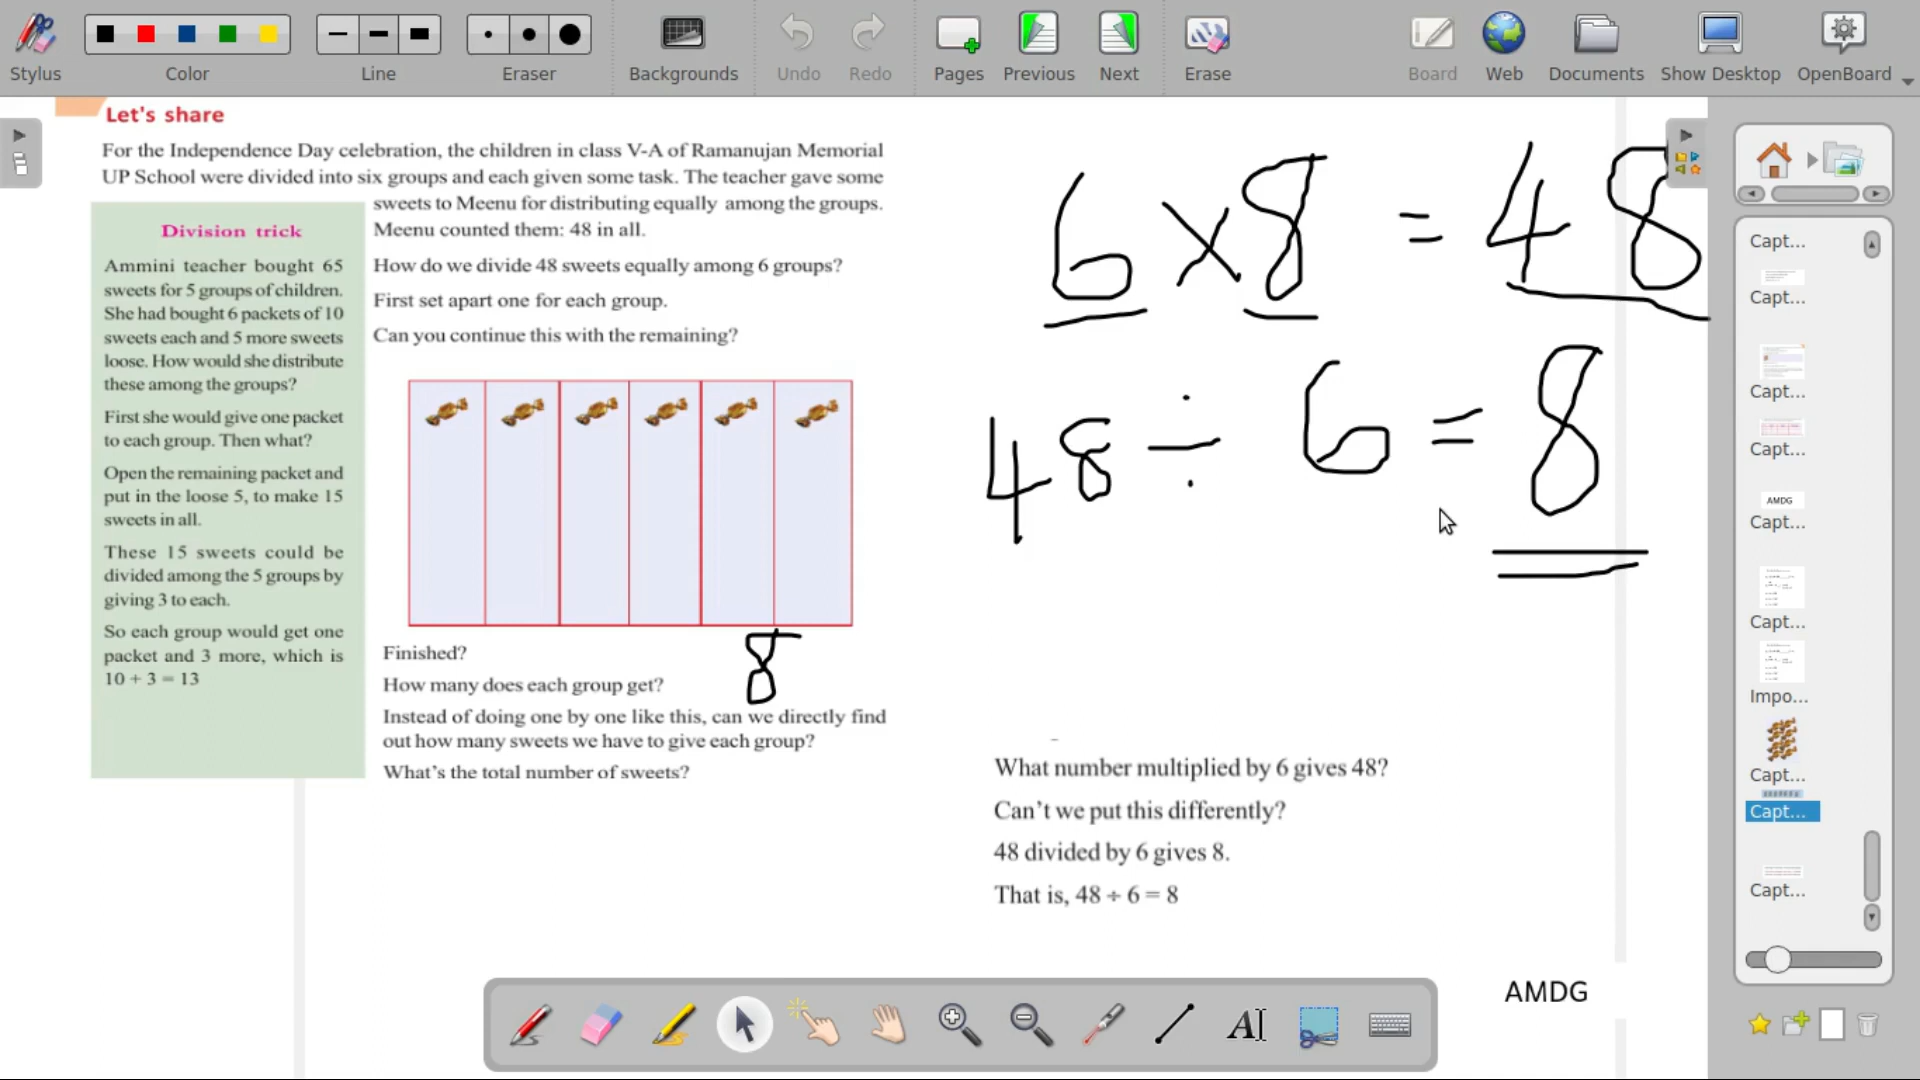 Stylus
Color
Line
Eraser
Backgrounds
Undo
Redo
Pages
Previous
Next
Erase
Board
Web
Documents
Show Desktop
OpenBoard
Let's share
For the Independence Day celebration, the children in class V-A of Ramanujan Memorial
UP School were divided into six groups and each given some task. The teacher gave some
sweets to Meenu for distributing equally among the groups.
Meenu counted them: 48 in all.
How do we divide 48 sweets equally among 6 groups?
First set apart one for each group.
Can you continue this with the remaining?
Division trick
Ammini teacher bought 65
sweets for 5 groups of children.
She had bought 6 packets of 10
sweets each and 5 more sweets
loose. How would she distribute
these among the groups?
First she would give one packet
to each group. Then what?
Open the remaining packet and
put in the loose 5, to make 15
sweets in all.
These 15 sweets could be
divided among the 5 groups by
giving 3 to each.
So each group would get one
packet and 3 more, which is
10 + 3 = 13
Finished?
How many does each group get?
8
Instead of doing one by one like this, can we directly find
out how many sweets we have to give each group?
What's the total number of sweets?
6 × 8 = 48
48 ÷ 6 = 8
What number multiplied by 6 gives 48?
Can't we put this differently?
48 divided by 6 gives 8.
That is, 48 ÷ 6 = 8
AMDG
Capt...
Capt...
Capt...
Capt...
AMDG
Capt...
Capt...
Impo...
Capt...
Capt...
Capt...